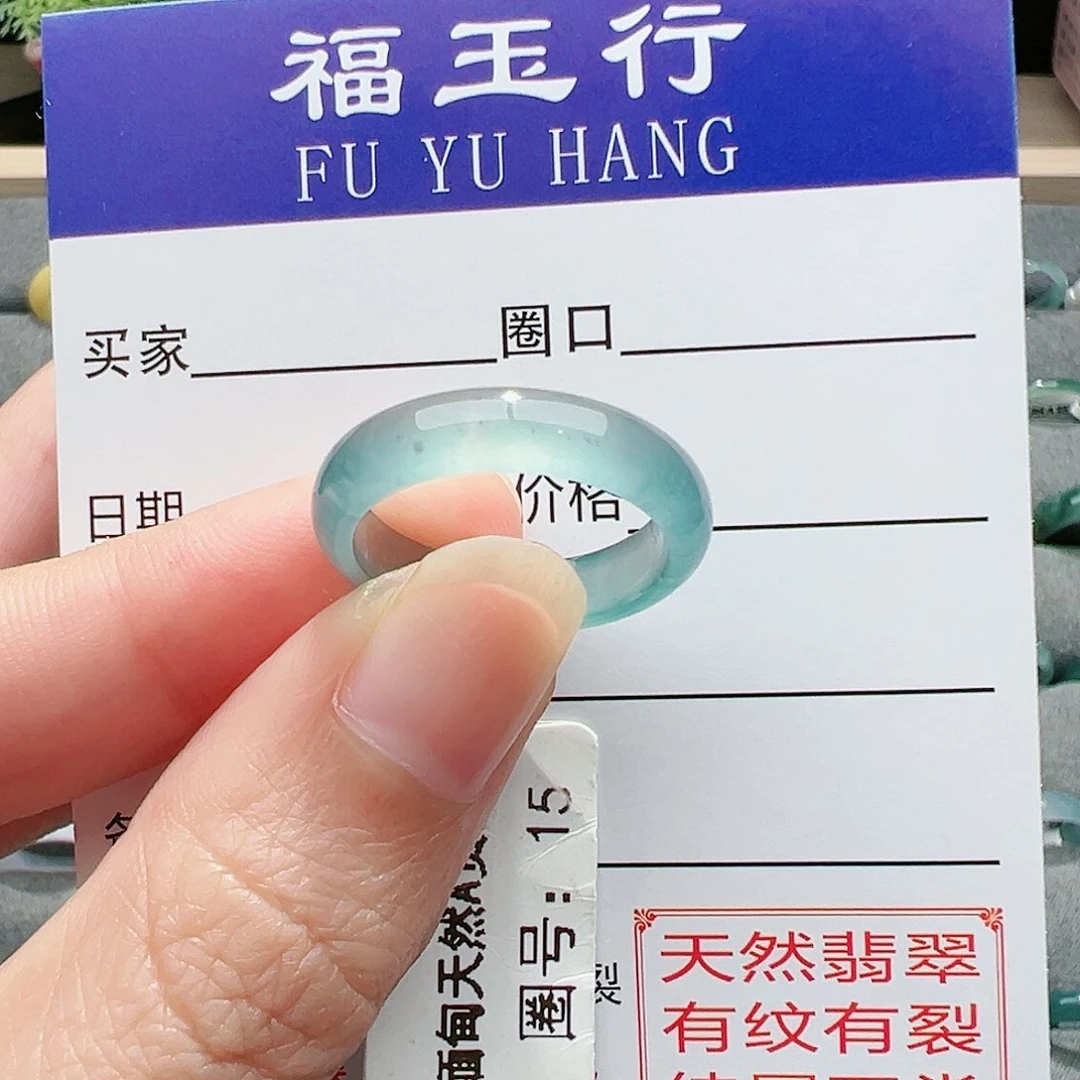 福玉行
FU YU HANG
买家 圈口
日期 价格
圈号: 15
缅甸天然A货
天然翡翠
有纹有裂